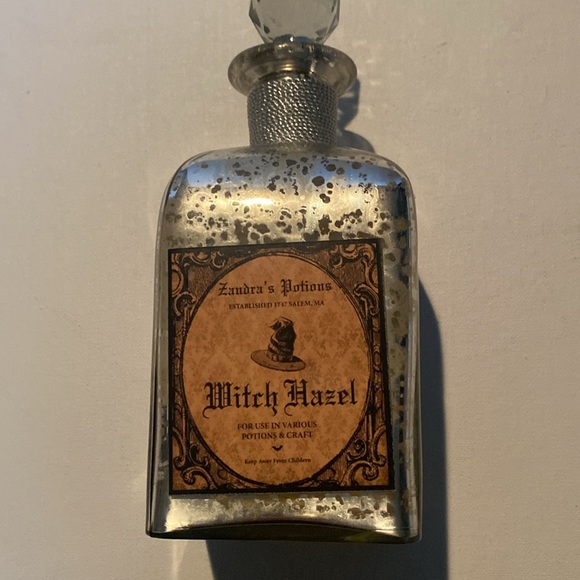 Zandra's Potions
ESTABLISHED 1747 SALEM, MA
Witch Hazel
FOR USE IN VARIOUS
POTIONS & CRAFT
Keep Away From Children